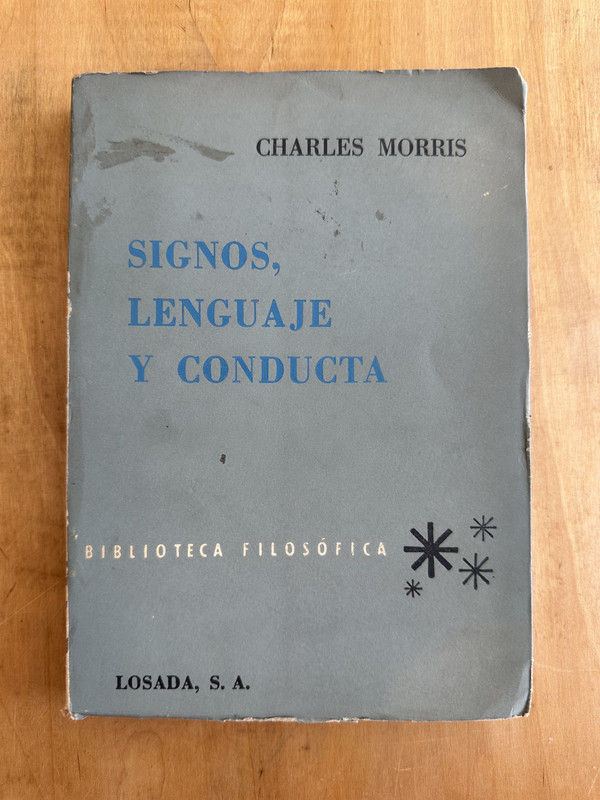 CHARLES MORRIS
SIGNOS,
LENGUAJE
Y CONDUCTA
BIBLIOTECA FILOSÓFICA
LOSADA, S. A.